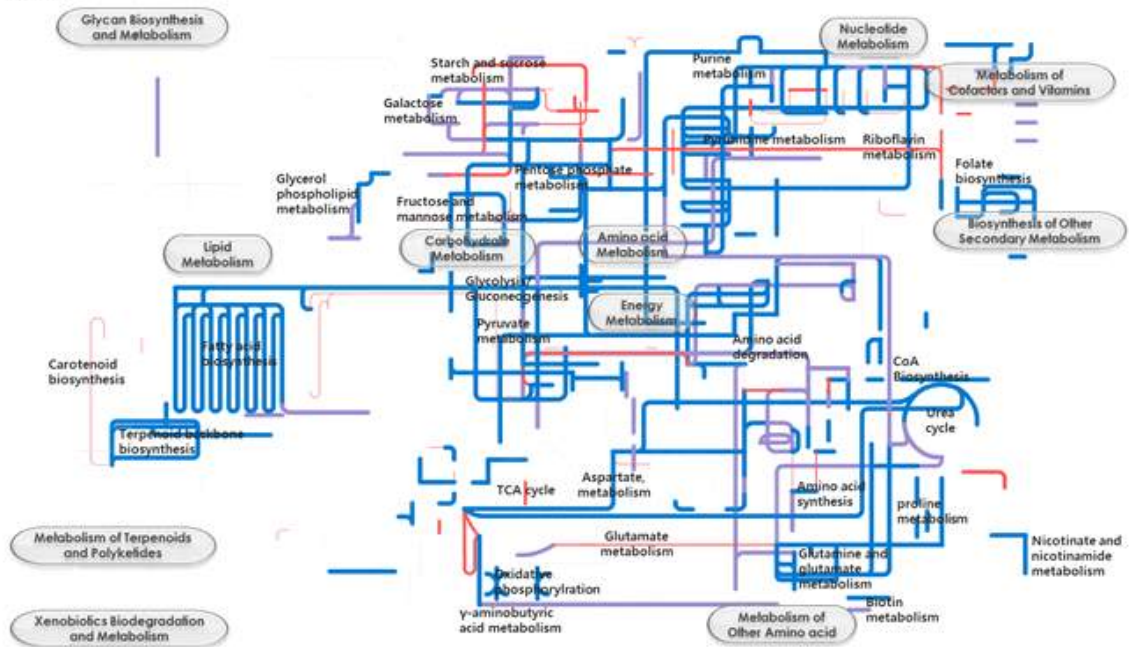 Glycan Biosynthesis
and Metabolism
Nucleotide
Metabolism
Starch and sucrose
metabolism
Purine
metabolism
Metabolism of
Cofactors and Vitamins
Galactose
metabolism
Pyrimidine metabolism
Riboflavin
metabolism
Folate
biosynthesis
Pentose phosphate
metabolism
Glycerol
phospholipid
metabolism
Fructose and
mannose metabolism
Biosynthesis of Other
Secondary Metabolism
Lipid
Metabolism
Carbohydrate
Metabolism
Amino acid
Metabolism
Glycolysis/
Gluconeogenesis
Energy
Metabolism
Pyruvate
metabolism
Amino acid
degradation
Fatty acid
biosynthesis
Carotenoid
biosynthesis
CoA
Biosynthesis
Urea
cycle
Terpenoid backbone
biosynthesis
TCA cycle
Aspartate,
metabolism
Amino acid
synthesis
proline
metabolism
Metabolism of Terpenoids
and Polyketides
Glutamate
metabolism
Nicotinate and
nicotinamide
metabolism
Glutamine and
glutamate
metabolism
Oxidative
phosphorylration
γ-aminobutyric
acid metabolism
Biotin
metabolism
Metabolism of
Other Amino acid
Xenobiotics Biodegradation
and Metabolism